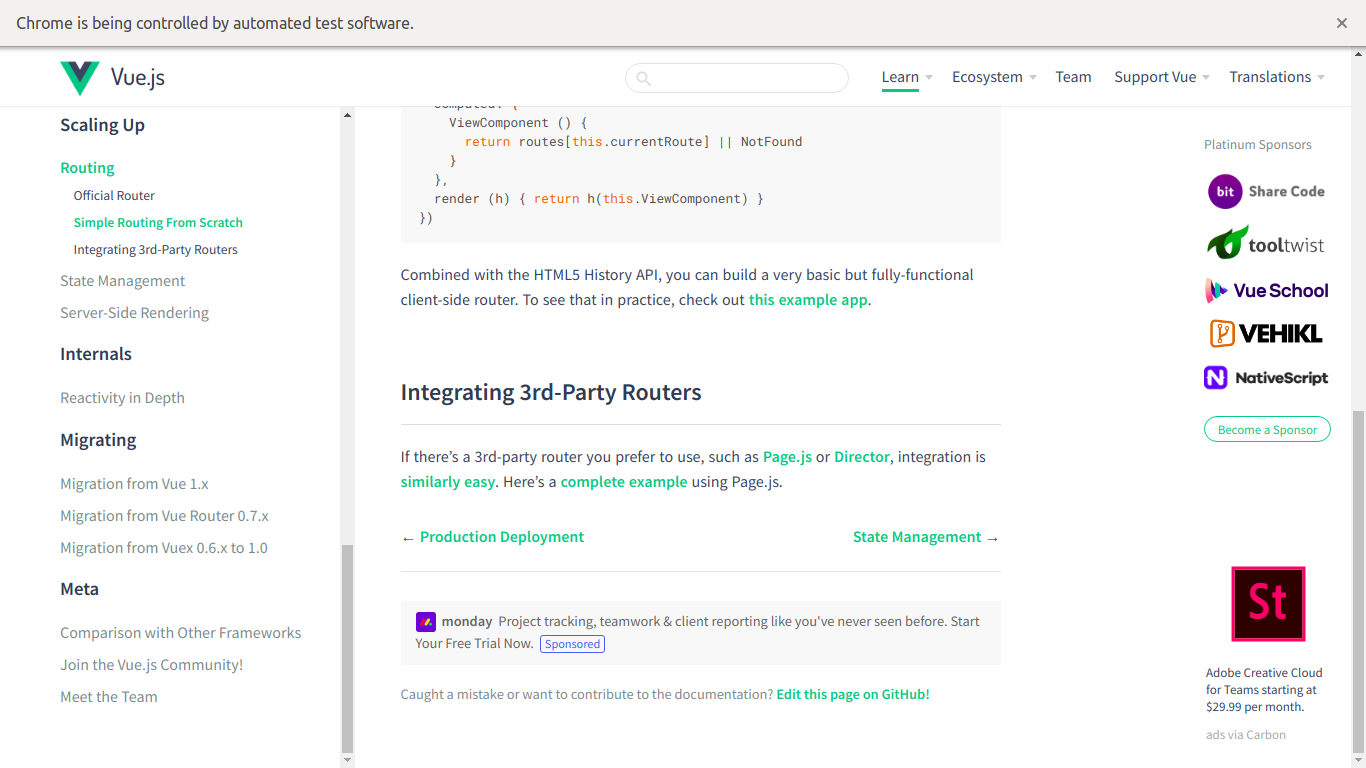 Chrome is being controlled by automated test software.
Vue.js
Learn
Ecosystem
Team
Support Vue
Translations
Scaling Up
Routing
Official Router
Simple Routing From Scratch
Integrating 3rd-Party Routers
State Management
Server-Side Rendering
Internals
Reactivity in Depth
Migrating
Migration from Vue 1.x
Migration from Vue Router 0.7.x
Migration from Vuex 0.6.x to 1.0
Meta
Comparison with Other Frameworks
Join the Vue.js Community!
Meet the Team
computed: {
ViewComponent () {
return routes[this.currentRoute] || NotFound
}
},
render (h) { return h(this.ViewComponent) }
})
Combined with the HTML5 History API, you can build a very basic but fully-functional
client-side router. To see that in practice, check out this example app.
Integrating 3rd-Party Routers
If there’s a 3rd-party router you prefer to use, such as Page.js or Director, integration is
similarly easy. Here’s a complete example using Page.js.
← Production Deployment
State Management →
monday Project tracking, teamwork & client reporting like you've never seen before. Start
Your Free Trial Now. Sponsored
Caught a mistake or want to contribute to the documentation? Edit this page on GitHub!
Platinum Sponsors
bit Share Code
tooltwist
Vue School
VEHIKL
N NativeScript
Become a Sponsor
St
Adobe Creative Cloud
for Teams starting at
$29.99 per month.
ads via Carbon